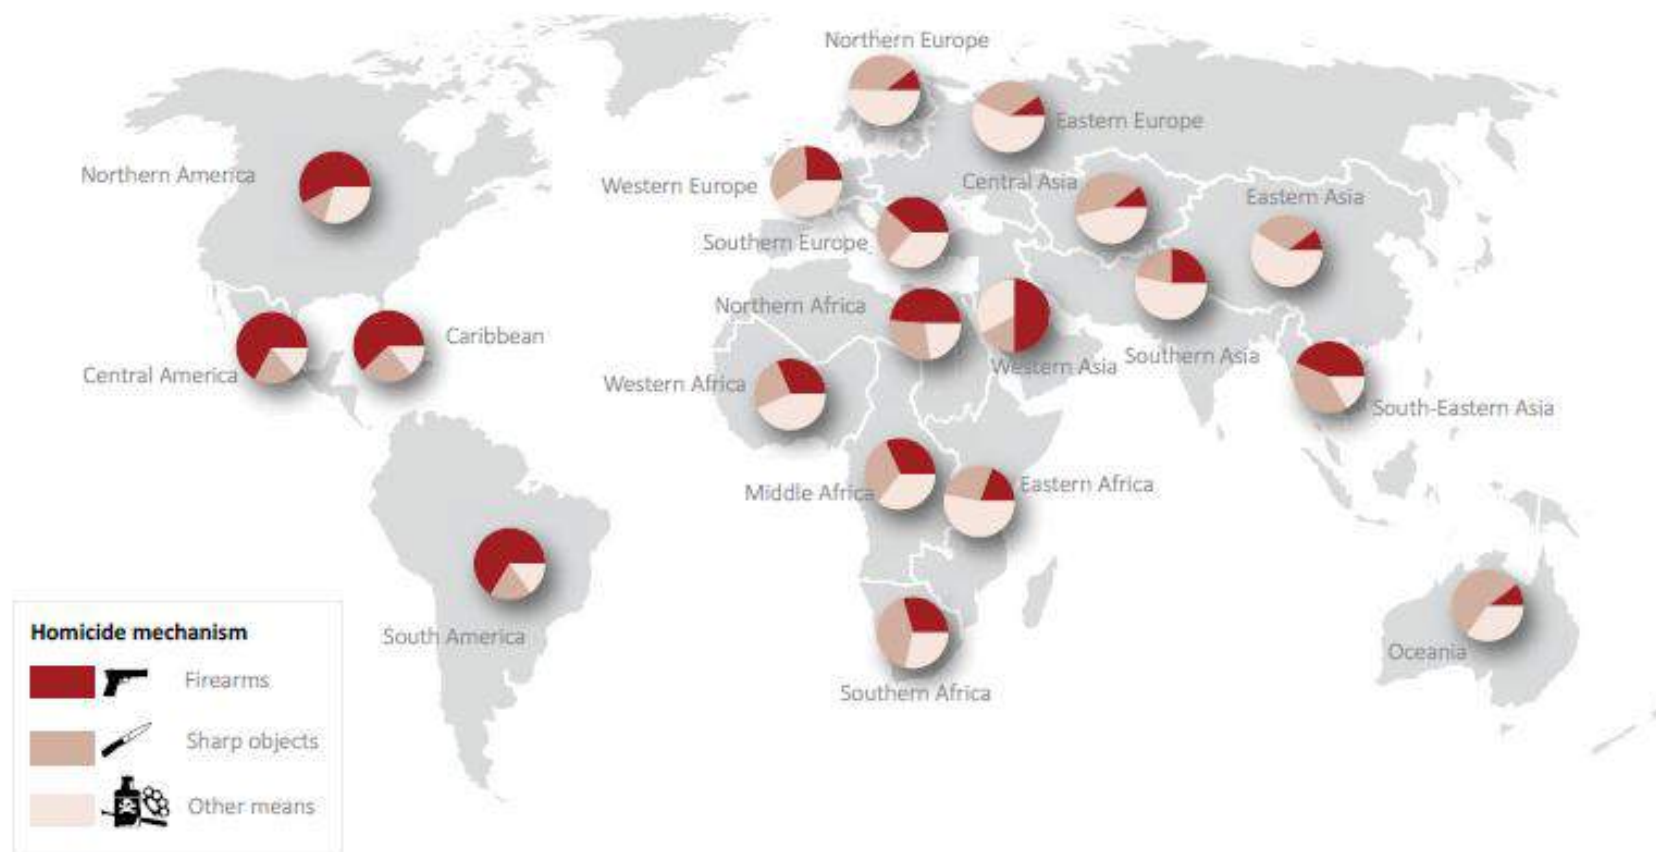 Northern Europe
Eastern Europe
Northern America
Western Europe
Central Asia
Eastern Asia
Southern Europe
Northern Africa
Caribbean
Western Asia
Southern Asia
Central America
Western Africa
South-Eastern Asia
Middle Africa
Eastern Africa
South America
Oceania
Southern Africa
Homicide mechanism
Firearms
Sharp objects
Other means